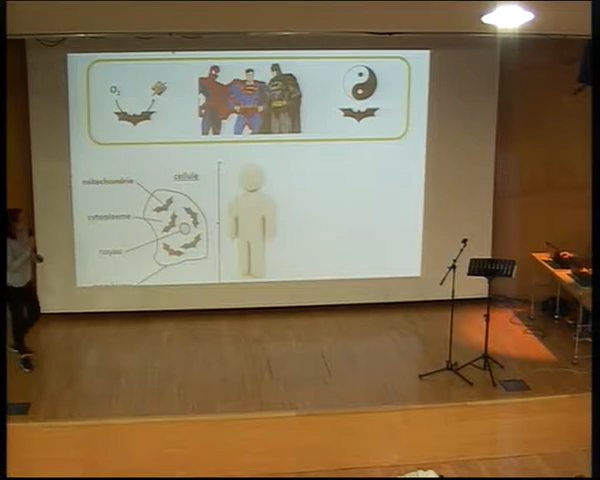 O₂
mitochondrie
cellule
cytoplasme
noyau